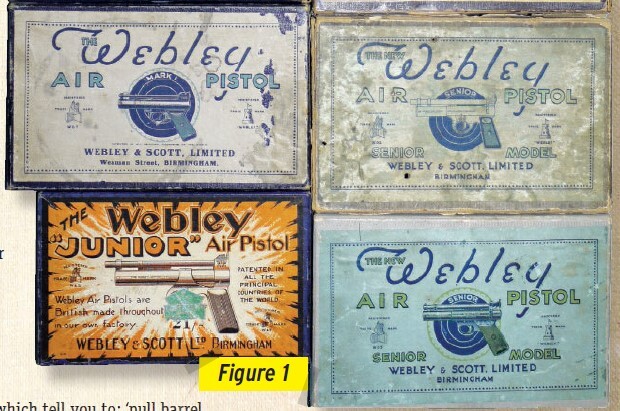 THE Webley
AIR PISTOL
MARK I
WEBLEY & SCOTT, LIMITED
Weaman Street, BIRMINGHAM.
THE NEW Webley
AIR PISTOL
SENIOR
SENIOR MODEL
WEBLEY & SCOTT, LIMITED
BIRMINGHAM
THE Webley
"JUNIOR" Air Pistol
PATENTED IN
ALL THE
PRINCIPAL
COUNTRIES OF
THE WORLD.
Webley Air Pistols are
British made throughout
in our own factory.
21/
WEBLEY & SCOTT LTD BIRMINGHAM
THE NEW Webley
AIR PISTOL
SENIOR
SENIOR MODEL
WEBLEY & SCOTT, LIMITED
BIRMINGHAM
Figure 1
which tell you to: 'pull barrel